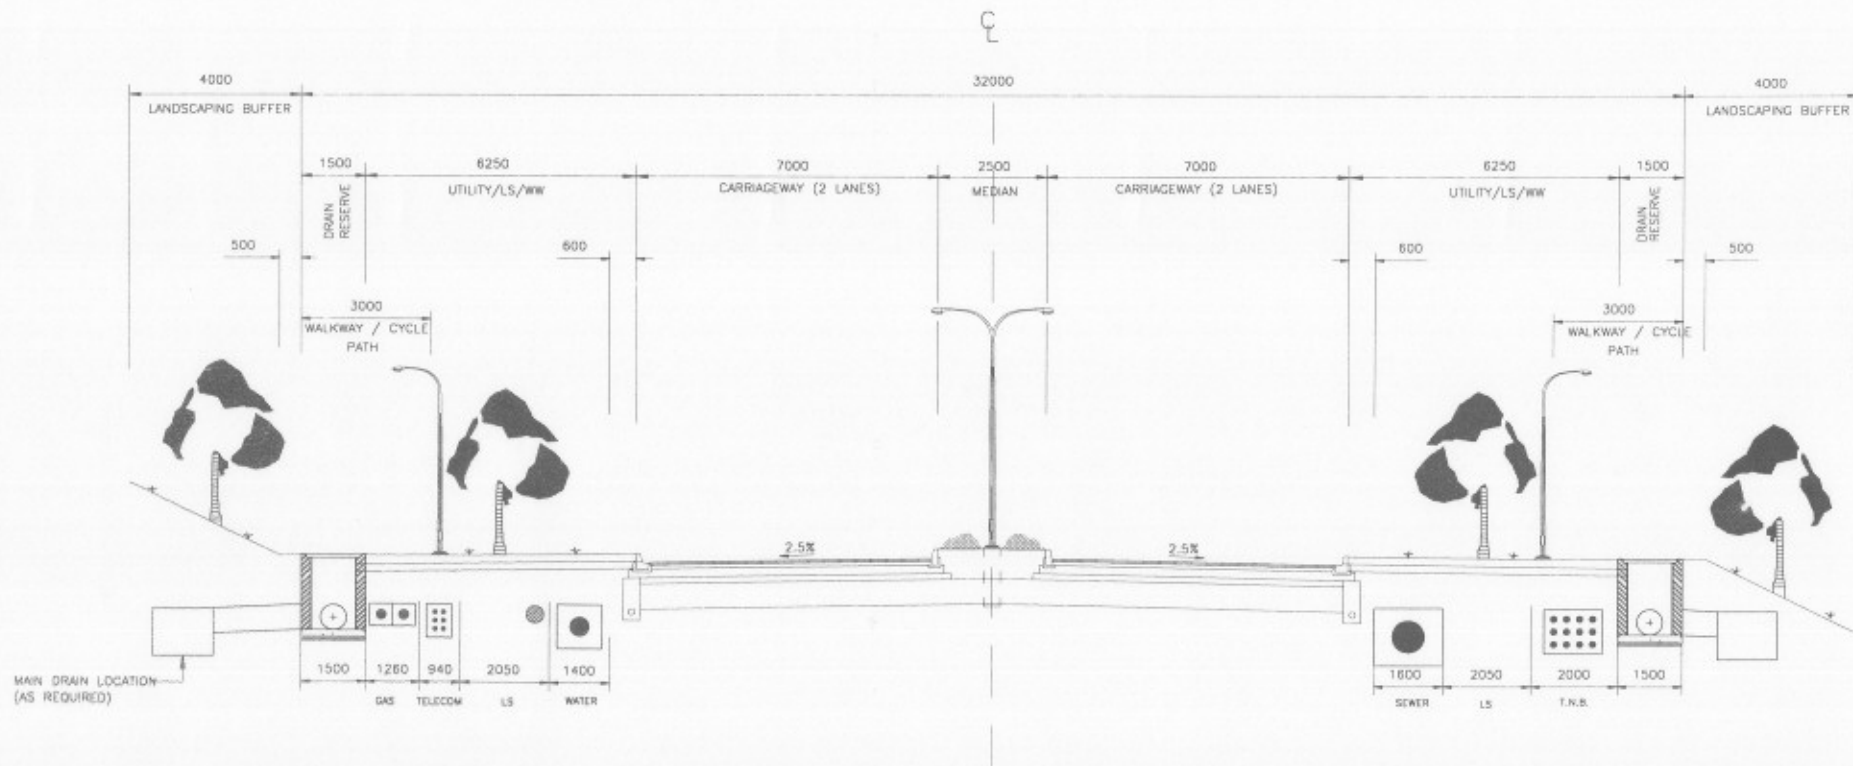 ℄
4000
32000
4000
LANDSCAPING BUFFER
LANDSCAPING BUFFER
1500
6250
7000
2500
7000
6250
1500
DRAIN RESERVE
UTILITY/LS/WW
CARRIAGEWAY (2 LANES)
MEDIAN
CARRIAGEWAY (2 LANES)
UTILITY/LS/WW
DRAIN RESERVE
500
600
600
500
3000
WALKWAY / CYCLE
PATH
3000
WALKWAY / CYCLE
PATH
2.5%
2.5%
MAIN DRAIN LOCATION
(AS REQUIRED)
1500
1260
940
2050
1400
GAS
TELECOM
LS
WATER
1600
2050
2000
1500
SEWER
LS
T.N.B.